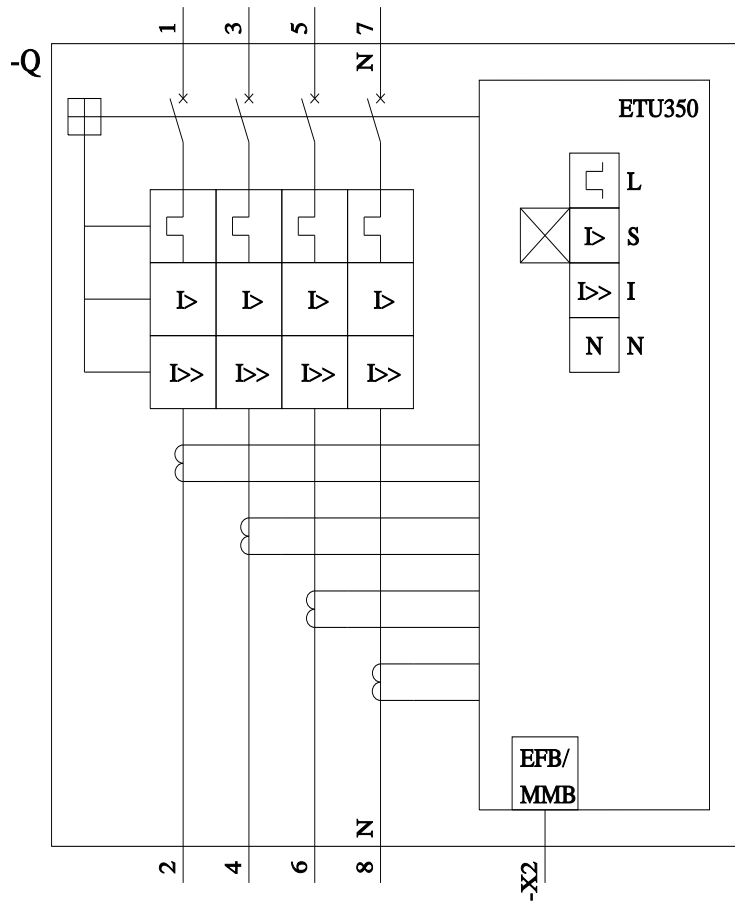 1 3 5 7
-Q
N
ETU350
L
I> I> I> I>
I> S
I>> I
I>> I>> I>> I>>
N N
EFB/
MMB
N
2 4 6 8
-X2